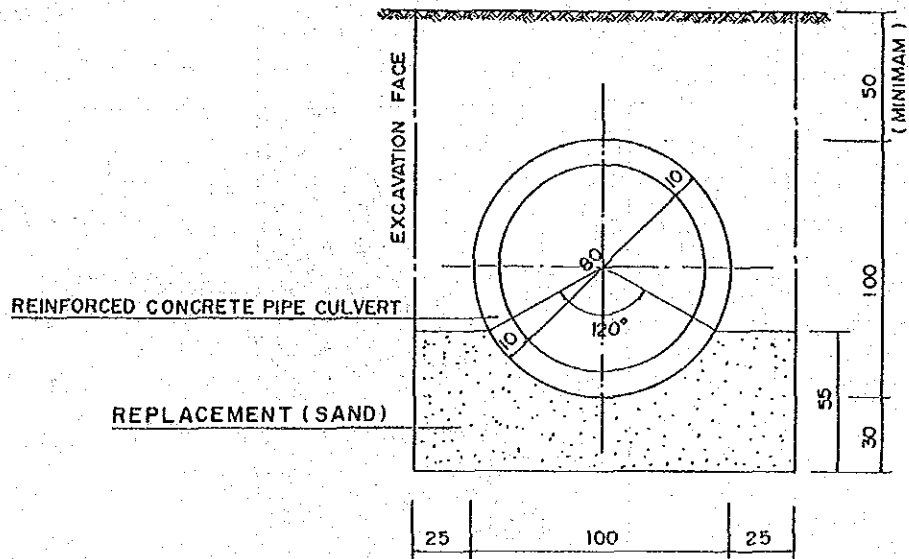 EXCAVATION FACE
50
(MINIMAM)
10
80
100
REINFORCED CONCRETE PIPE CULVERT
120°
10
55
REPLACEMENT (SAND)
30
25
100
25